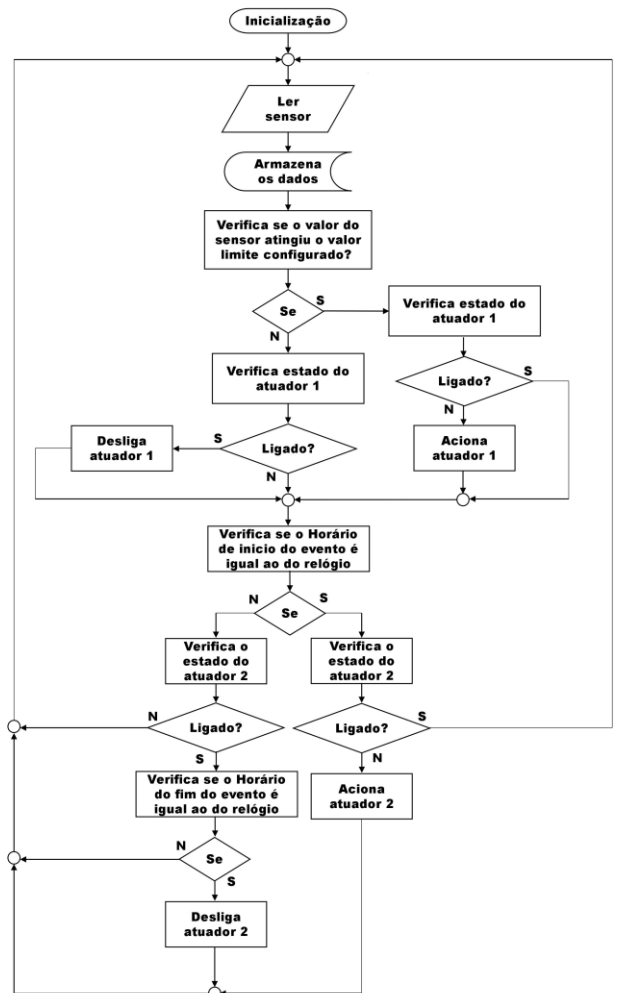 Inicialização
Ler
sensor
Armazena
os dados
Verifica se o valor do
sensor atingiu o valor
limite configurado?
Se
S
N
Verifica estado do
atuador 1
Ligado?
S
N
Aciona
atuador 1
Verifica estado do
atuador 1
Ligado?
S
N
Desliga
atuador 1
Verifica se o Horário
de inicio do evento é
igual ao do relógio
N
Se
S
Verifica o
estado do
atuador 2
Ligado?
N
S
Verifica se o Horário
do fim do evento é
igual ao do relógio
N
Se
S
Desliga
atuador 2
Verifica o
estado do
atuador 2
Ligado?
S
N
Aciona
atuador 2